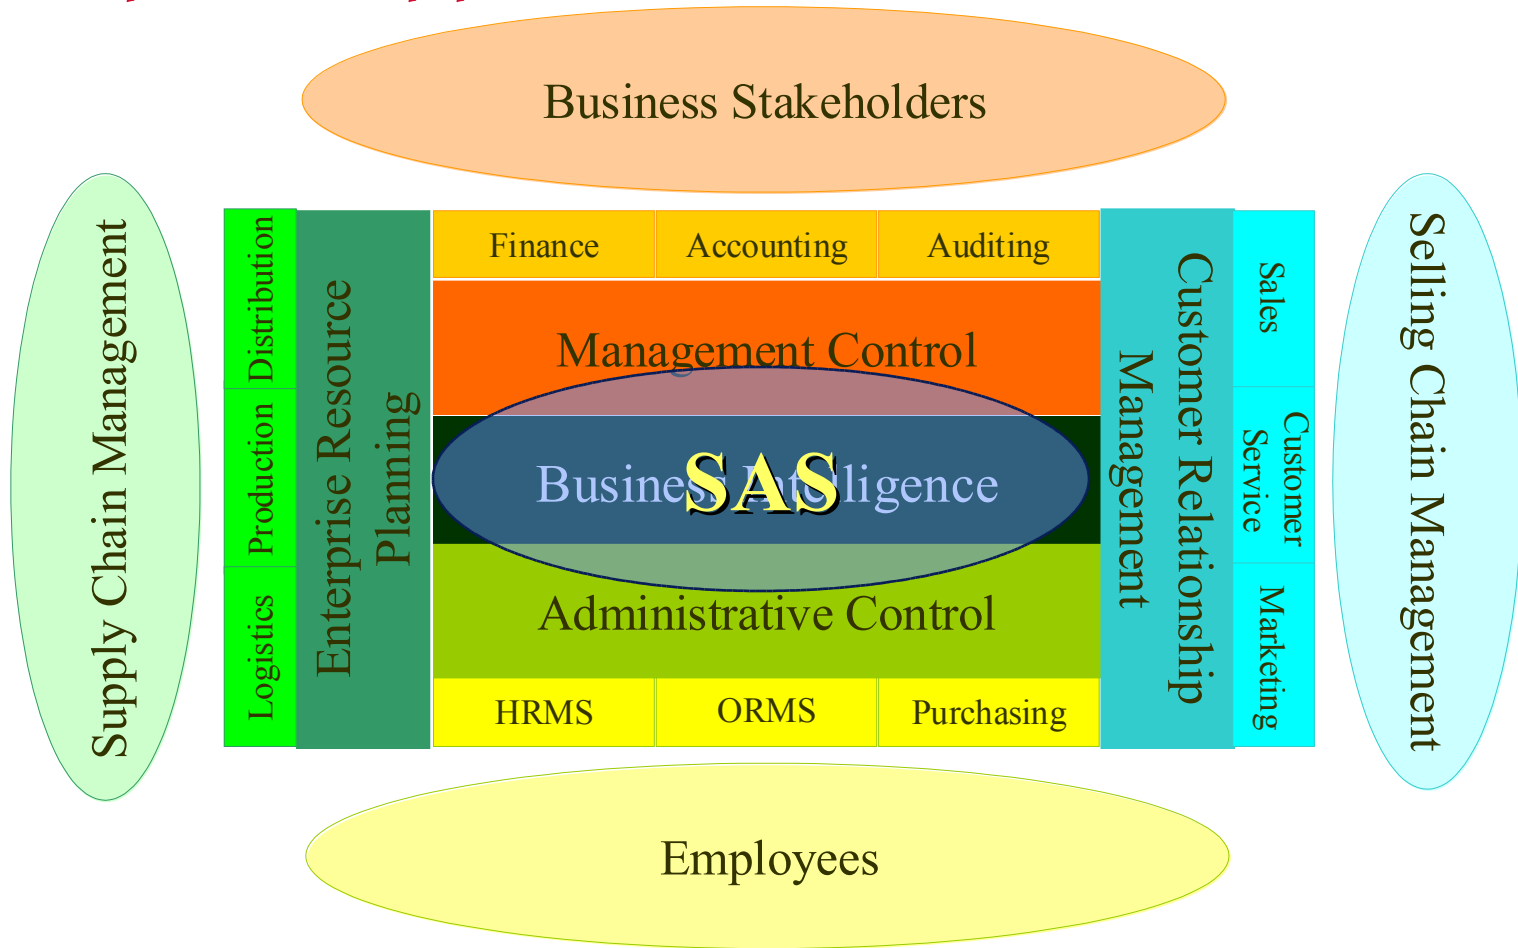 Business Stakeholders
Supply Chain Management
Distribution
Production
Logistics
Enterprise Resource
Planning
Finance
Accounting
Auditing
Management Control
Business Intelligence
SAS
Administrative Control
HRMS
ORMS
Purchasing
Customer Relationship
Management
Sales
Customer
Service
Marketing
Selling Chain Management
Employees